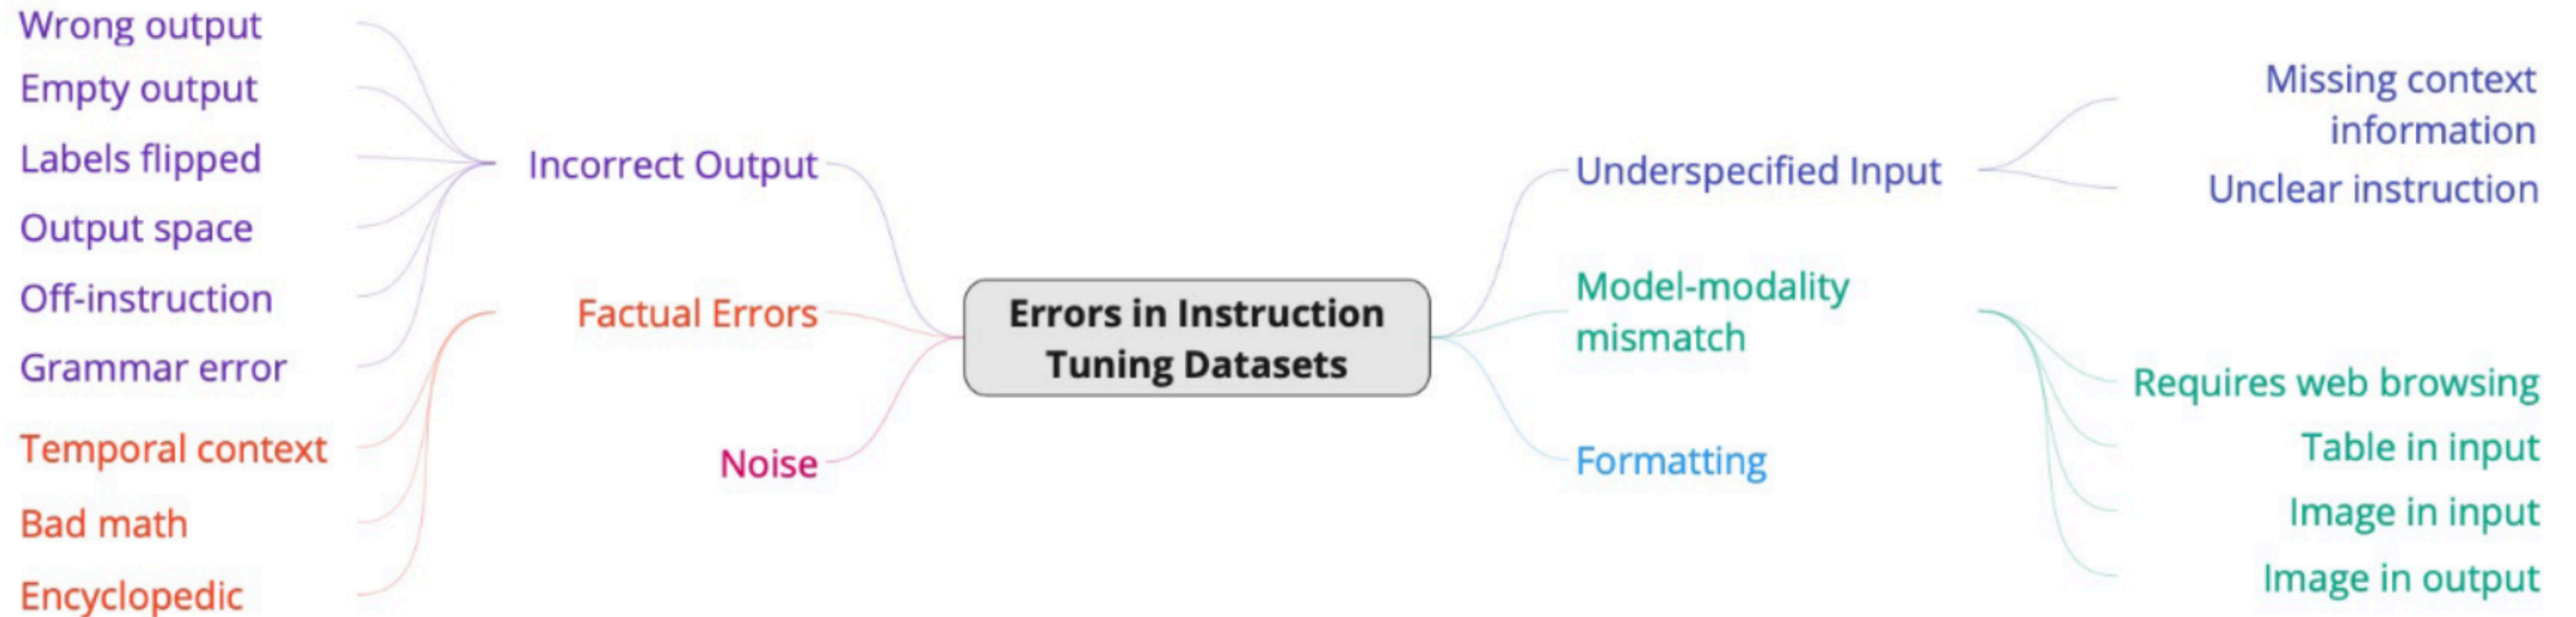 Wrong output
Empty output
Labels flipped
Output space
Off-instruction
Grammar error
Temporal context
Bad math
Encyclopedic
Incorrect Output
Factual Errors
Noise
Errors in Instruction
Tuning Datasets
Underspecified Input
Model-modality
mismatch
Formatting
Missing context
information
Unclear instruction
Requires web browsing
Table in input
Image in input
Image in output